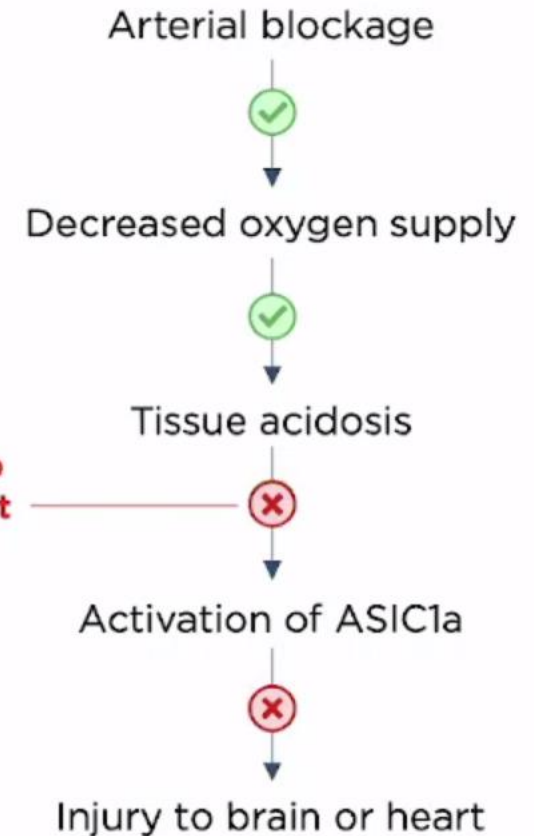 Arterial blockage
Decreased oxygen supply
Tissue acidosis
Activation of ASIC1a
Injury to brain or heart